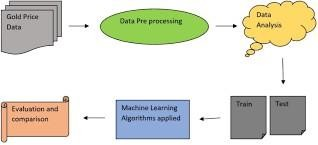 Gold Price
Data
Data Pre processing
Data
Analysis
Train
Test
Machine Learning
Algorithms applied
Evaluation and
comparison